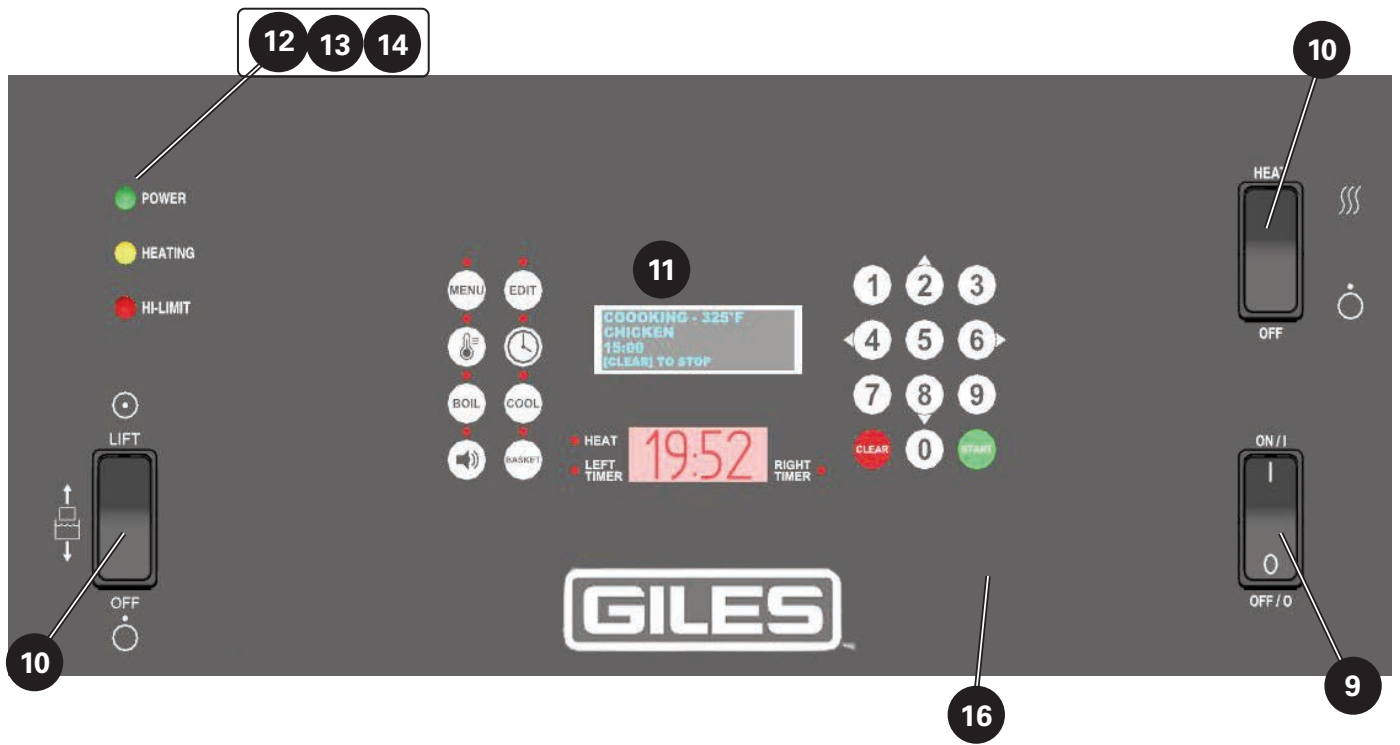 12 13 14
10
POWER
HEATING
HI-LIMIT
LIFT
OFF
10
MENU EDIT
BOIL COOL
BASKET
11
COOOKING - 325°F
CHICKEN
15:00
[CLEAR] TO STOP
HEAT
LEFT
TIMER
19:52
RIGHT
TIMER
1 2 3
4 5 6
7 8 9
CLEAR 0 START
GILES
™
HEAT
OFF
ON / I
I
O
OFF / O
9
16